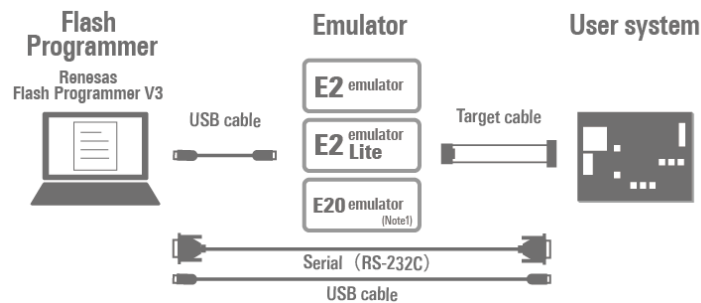 Flash
Programmer
Renesas
Flash Programmer V3
USB cable
Emulator
E2 emulator
E2 emulator
Lite
E20 emulator
(Note1)
Target cable
User system
Serial（RS-232C）
USB cable